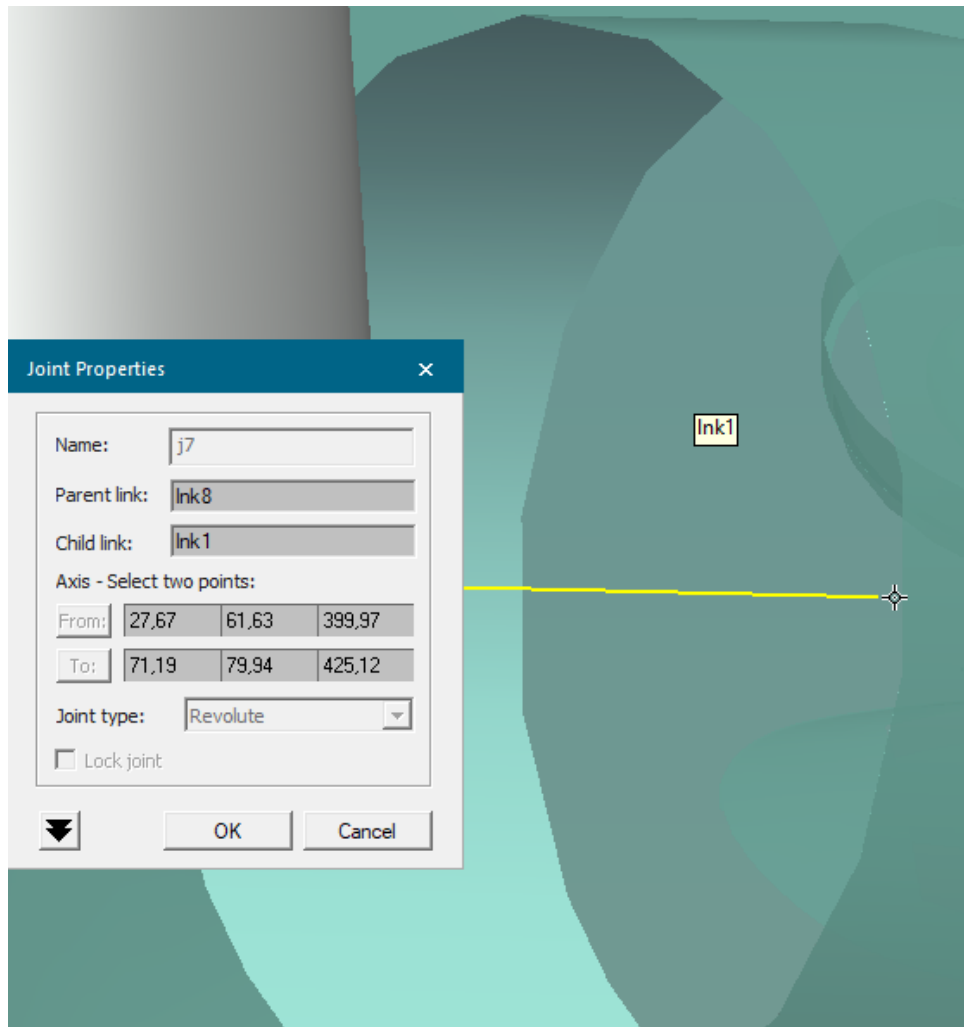 lnk1
Joint Properties
Name: j7
Parent link: lnk8
Child link: lnk1
Axis - Select two points:
From: 27,67 61,63 399,97
To: 71,19 79,94 425,12
Joint type: Revolute
Lock joint
OK Cancel